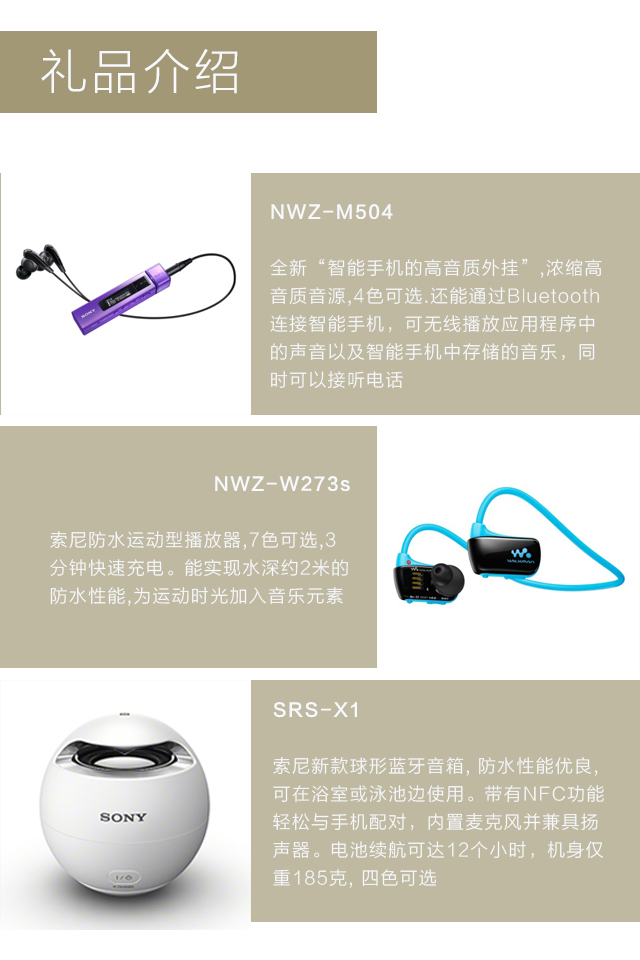 礼品介绍
NWZ-M504
全新“智能手机的高音质外挂”,浓缩高
音质音源,4色可选.还能通过Bluetooth
连接智能手机，可无线播放应用程序中
的声音以及智能手机中存储的音乐，同
时可以接听电话
SONY
NWZ-W273s
索尼防水运动型播放器,7色可选,3
分钟快速充电。能实现水深约2米的
防水性能,为运动时光加入音乐元素
WALKMAN
SRS-X1
索尼新款球形蓝牙音箱, 防水性能优良,
可在浴室或泳池边使用。带有NFC功能
轻松与手机配对，内置麦克风并兼具扬
声器。电池续航可达12个小时，机身仅
重185克, 四色可选
SONY